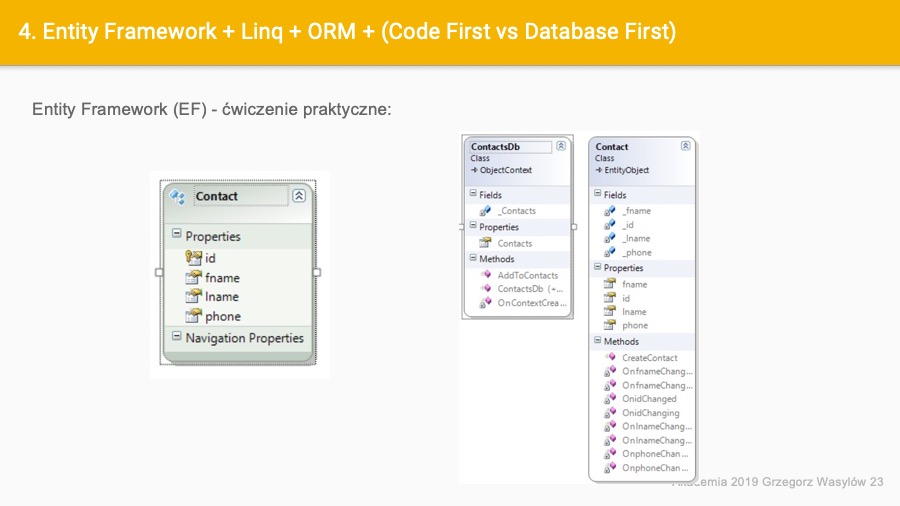 4. Entity Framework + Linq + ORM + (Code First vs Database First)
Entity Framework (EF) - ćwiczenie praktyczne:
Contact
Properties
id
fname
lname
phone
Navigation Properties
ContactsDb
Class
ObjectContext
Fields
_Contacts
Properties
Contacts
Methods
AddToContacts
ContactsDb (+...
OnContextCrea...
Contact
Class
EntityObject
Fields
_fname
_id
_lname
_phone
Properties
fname
id
lname
phone
Methods
CreateContact
OnfnameChang...
OnfnameChang...
OnidChanged
OnidChanging
OnlnameChang...
OnlnameChang...
OnphoneChan...
OnphoneChan...
Akademia 2019 Grzegorz Wasylów 23